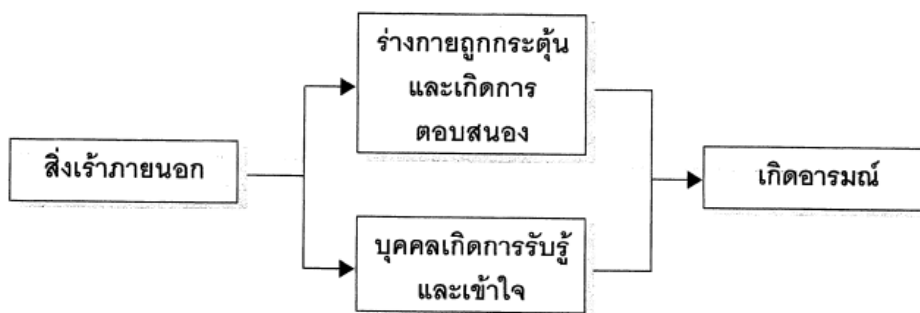 ร่างกายถูกกระตุ้น
และเกิดการ
ตอบสนอง
สิ่งเร้าภายนอก
เกิดอารมณ์
บุคคลเกิดการรับรู้
และเข้าใจ